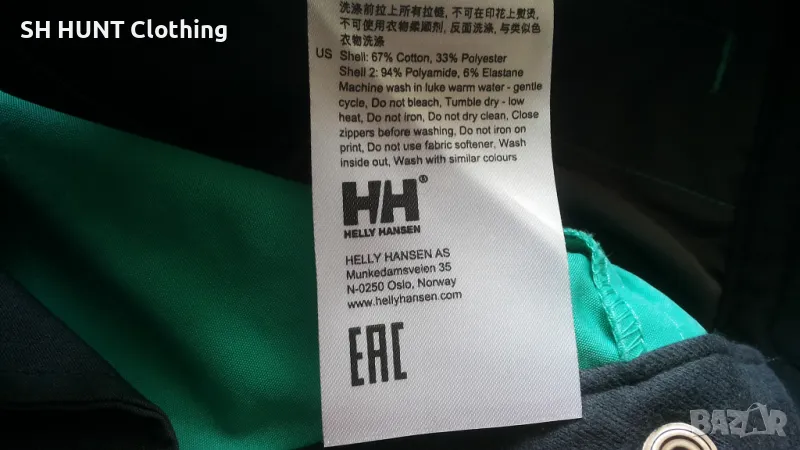 SH HUNT Clothing
洗涤前拉上所有拉链, 不可在印花上熨烫,
不可使用衣物柔顺剂, 反面洗涤, 与类似色
衣物洗涤
US Shell: 67% Cotton, 33% Polyester
Shell 2: 94% Polyamide, 6% Elastane
Machine wash in luke warm water - gentle
cycle, Do not bleach, Tumble dry - low
heat, Do not iron, Do not dry clean, Close
zippers before washing, Do not iron on
print, Do not use fabric softener, Wash
inside out, Wash with similar colours
HH®
HELLY HANSEN
HELLY HANSEN AS
Munkedamsveien 35
N-0250 Oslo, Norway
www.hellyhansen.com
EAC
BAZAR